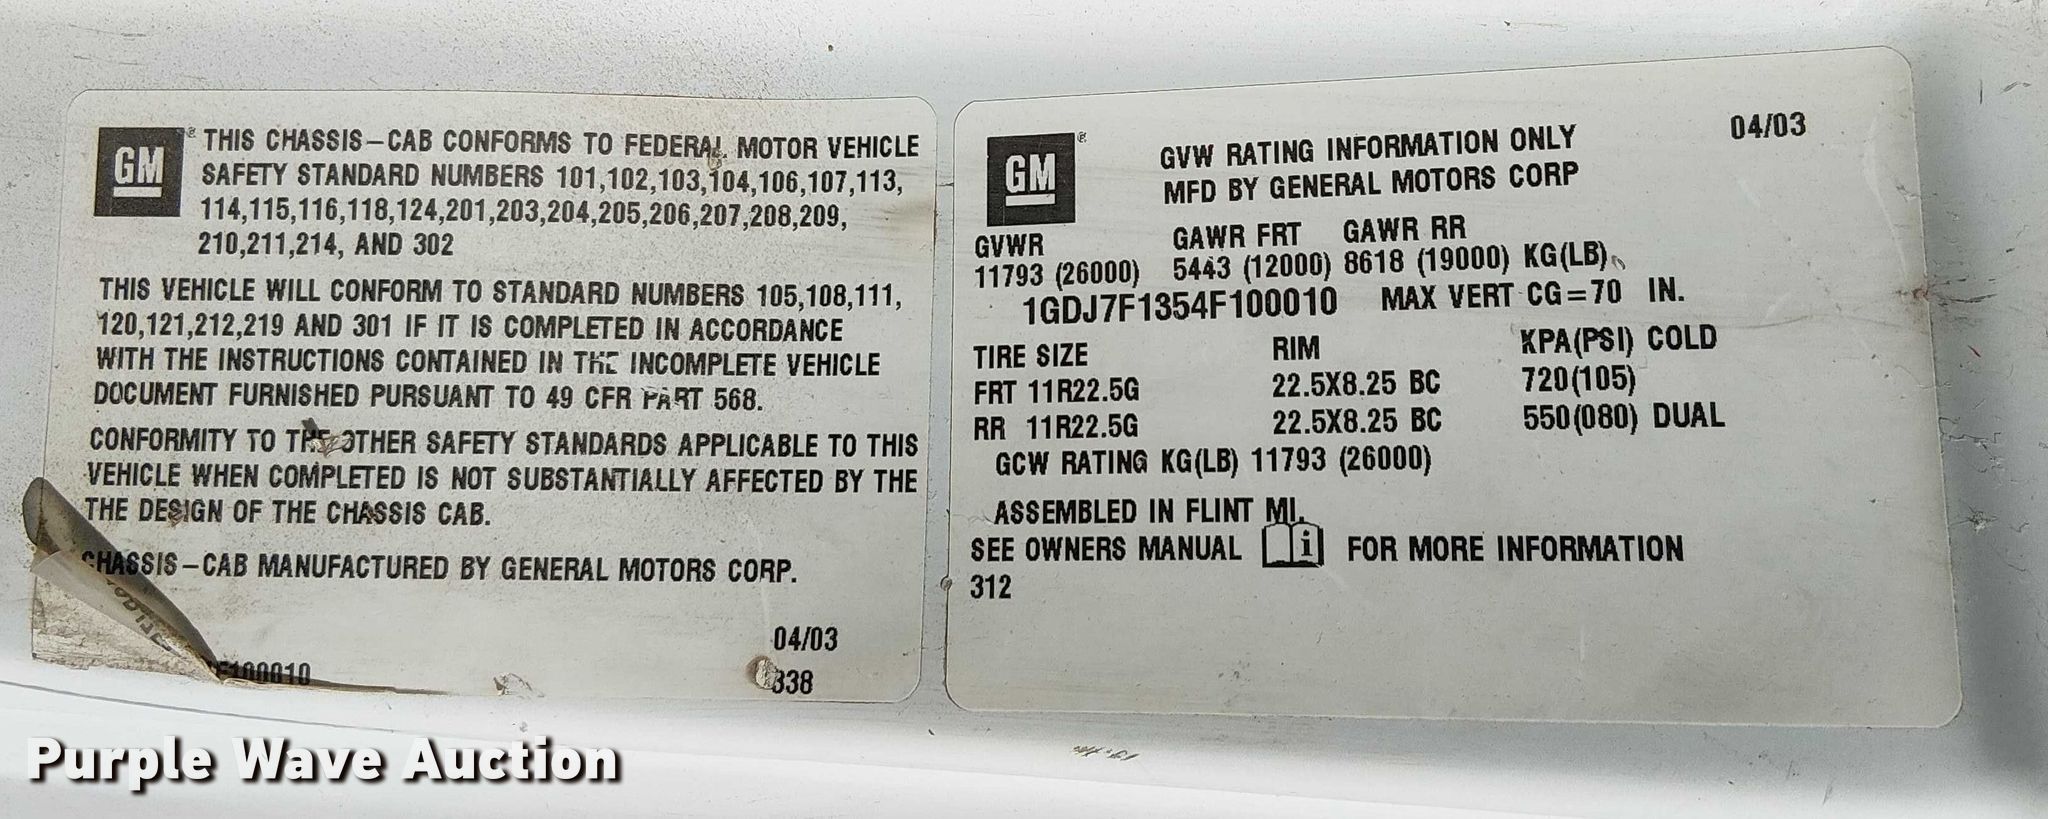 GM
THIS CHASSIS-CAB CONFORMS TO FEDERAL MOTOR VEHICLE
SAFETY STANDARD NUMBERS 101,102,103,104,106,107,113,
114,115,116,118,124,201,203,204,205,206,207,208,209,
210,211,214, AND 302
THIS VEHICLE WILL CONFORM TO STANDARD NUMBERS 105,108,111,
120,121,212,219 AND 301 IF IT IS COMPLETED IN ACCORDANCE
WITH THE INSTRUCTIONS CONTAINED IN THE INCOMPLETE VEHICLE
DOCUMENT FURNISHED PURSUANT TO 49 CFR PART 568.
CONFORMITY TO THE OTHER SAFETY STANDARDS APPLICABLE TO THIS
VEHICLE WHEN COMPLETED IS NOT SUBSTANTIALLY AFFECTED BY THE
THE DESIGN OF THE CHASSIS CAB.
CHASSIS-CAB MANUFACTURED BY GENERAL MOTORS CORP.
04/03
F100010
338
GM
GVW RATING INFORMATION ONLY
04/03
MFD BY GENERAL MOTORS CORP
GVWR GAWR FRT GAWR RR
11793 (26000) 5443 (12000) 8618 (19000) KG(LB)
1GDJ7F1354F100010 MAX VERT CG=70 IN.
TIRE SIZE RIM KPA(PSI) COLD
FRT 11R22.5G 22.5X8.25 BC 720(105)
RR 11R22.5G 22.5X8.25 BC 550(080) DUAL
GCW RATING KG(LB) 11793 (26000)
ASSEMBLED IN FLINT MI.
SEE OWNERS MANUAL i FOR MORE INFORMATION
312
Purple Wave Auction